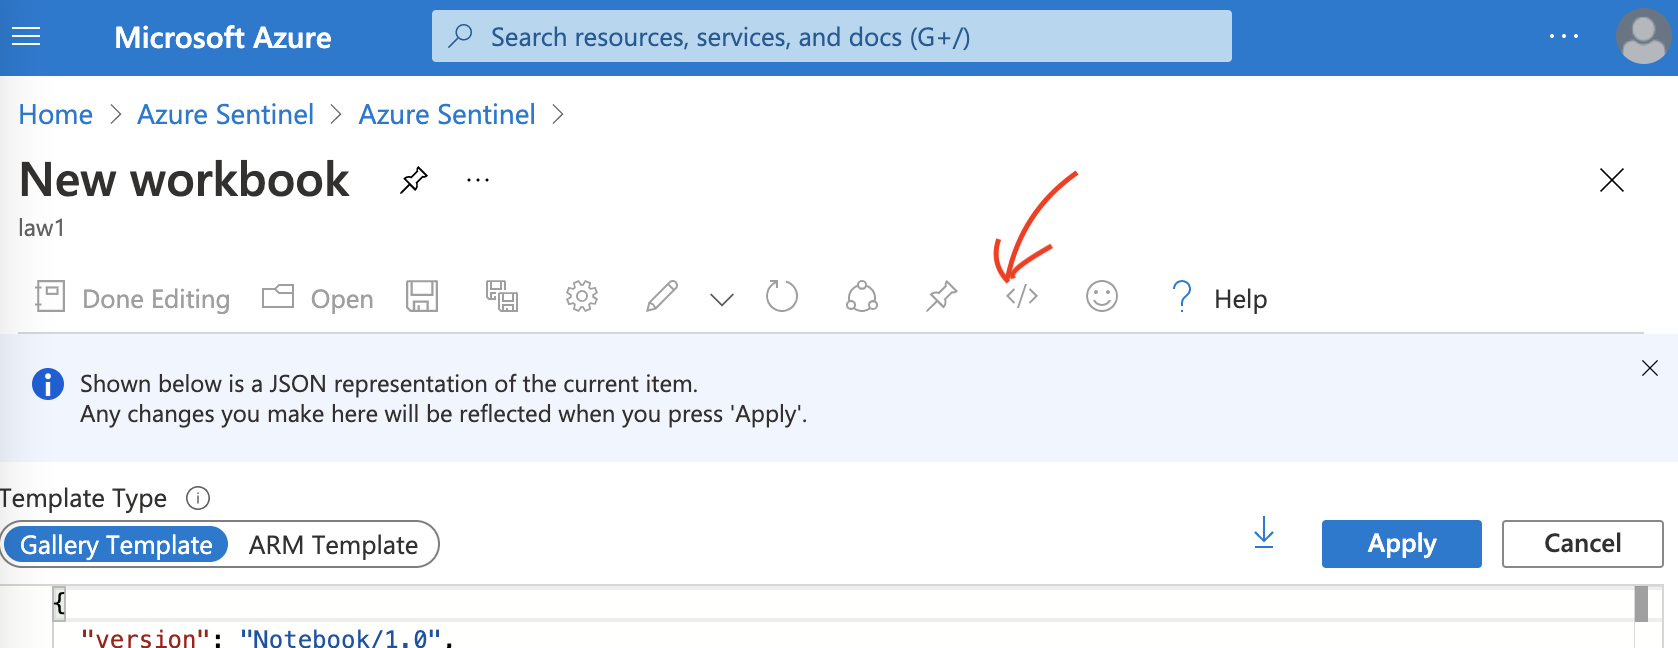 Microsoft Azure
Search resources, services, and docs (G+/)
Home > Azure Sentinel > Azure Sentinel >
New workbook
law1
Done Editing Open Help
Shown below is a JSON representation of the current item.
Any changes you make here will be reflected when you press 'Apply'.
Template Type
Gallery Template ARM Template Apply Cancel
{
"version": "Notebook/1.0",